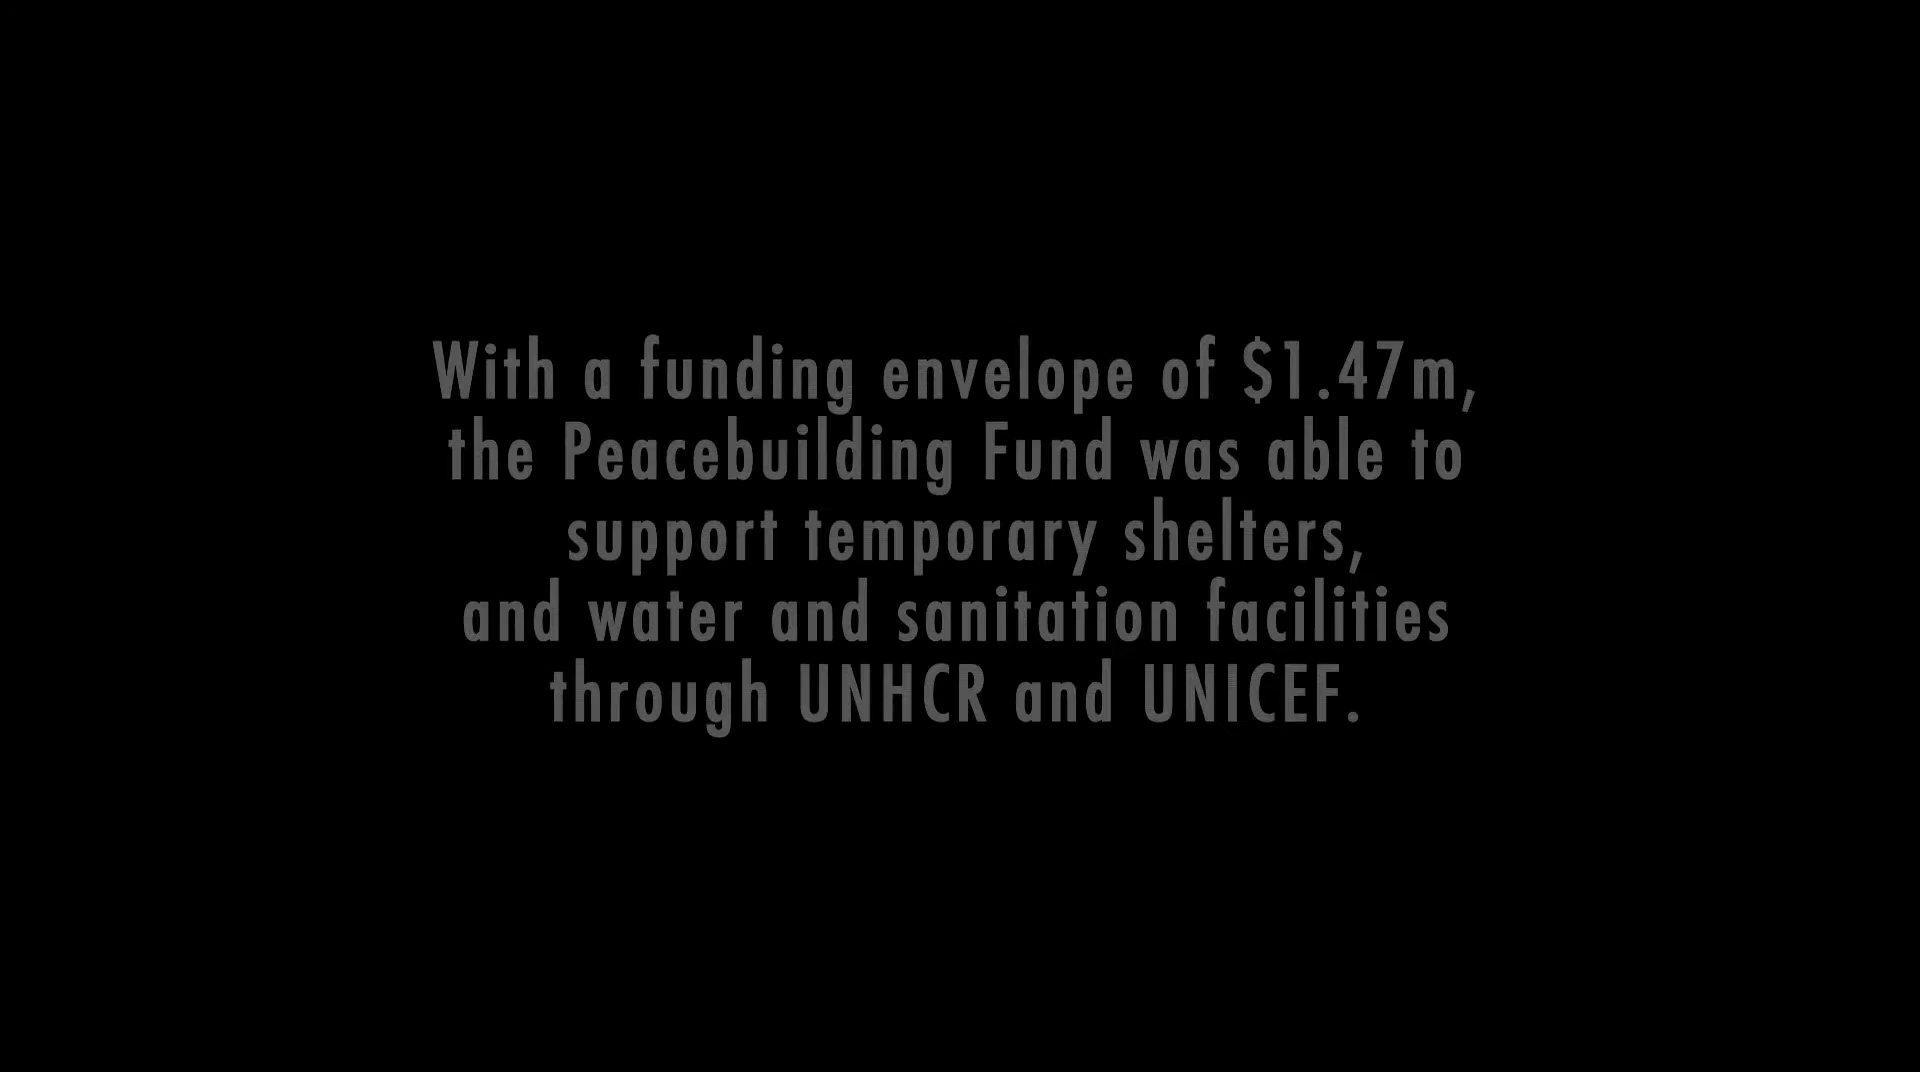 With a funding envelope of $1.47m,
the Peacebuilding Fund was able to
support temporary shelters,
and water and sanitation facilities
through UNHCR and UNICEF.